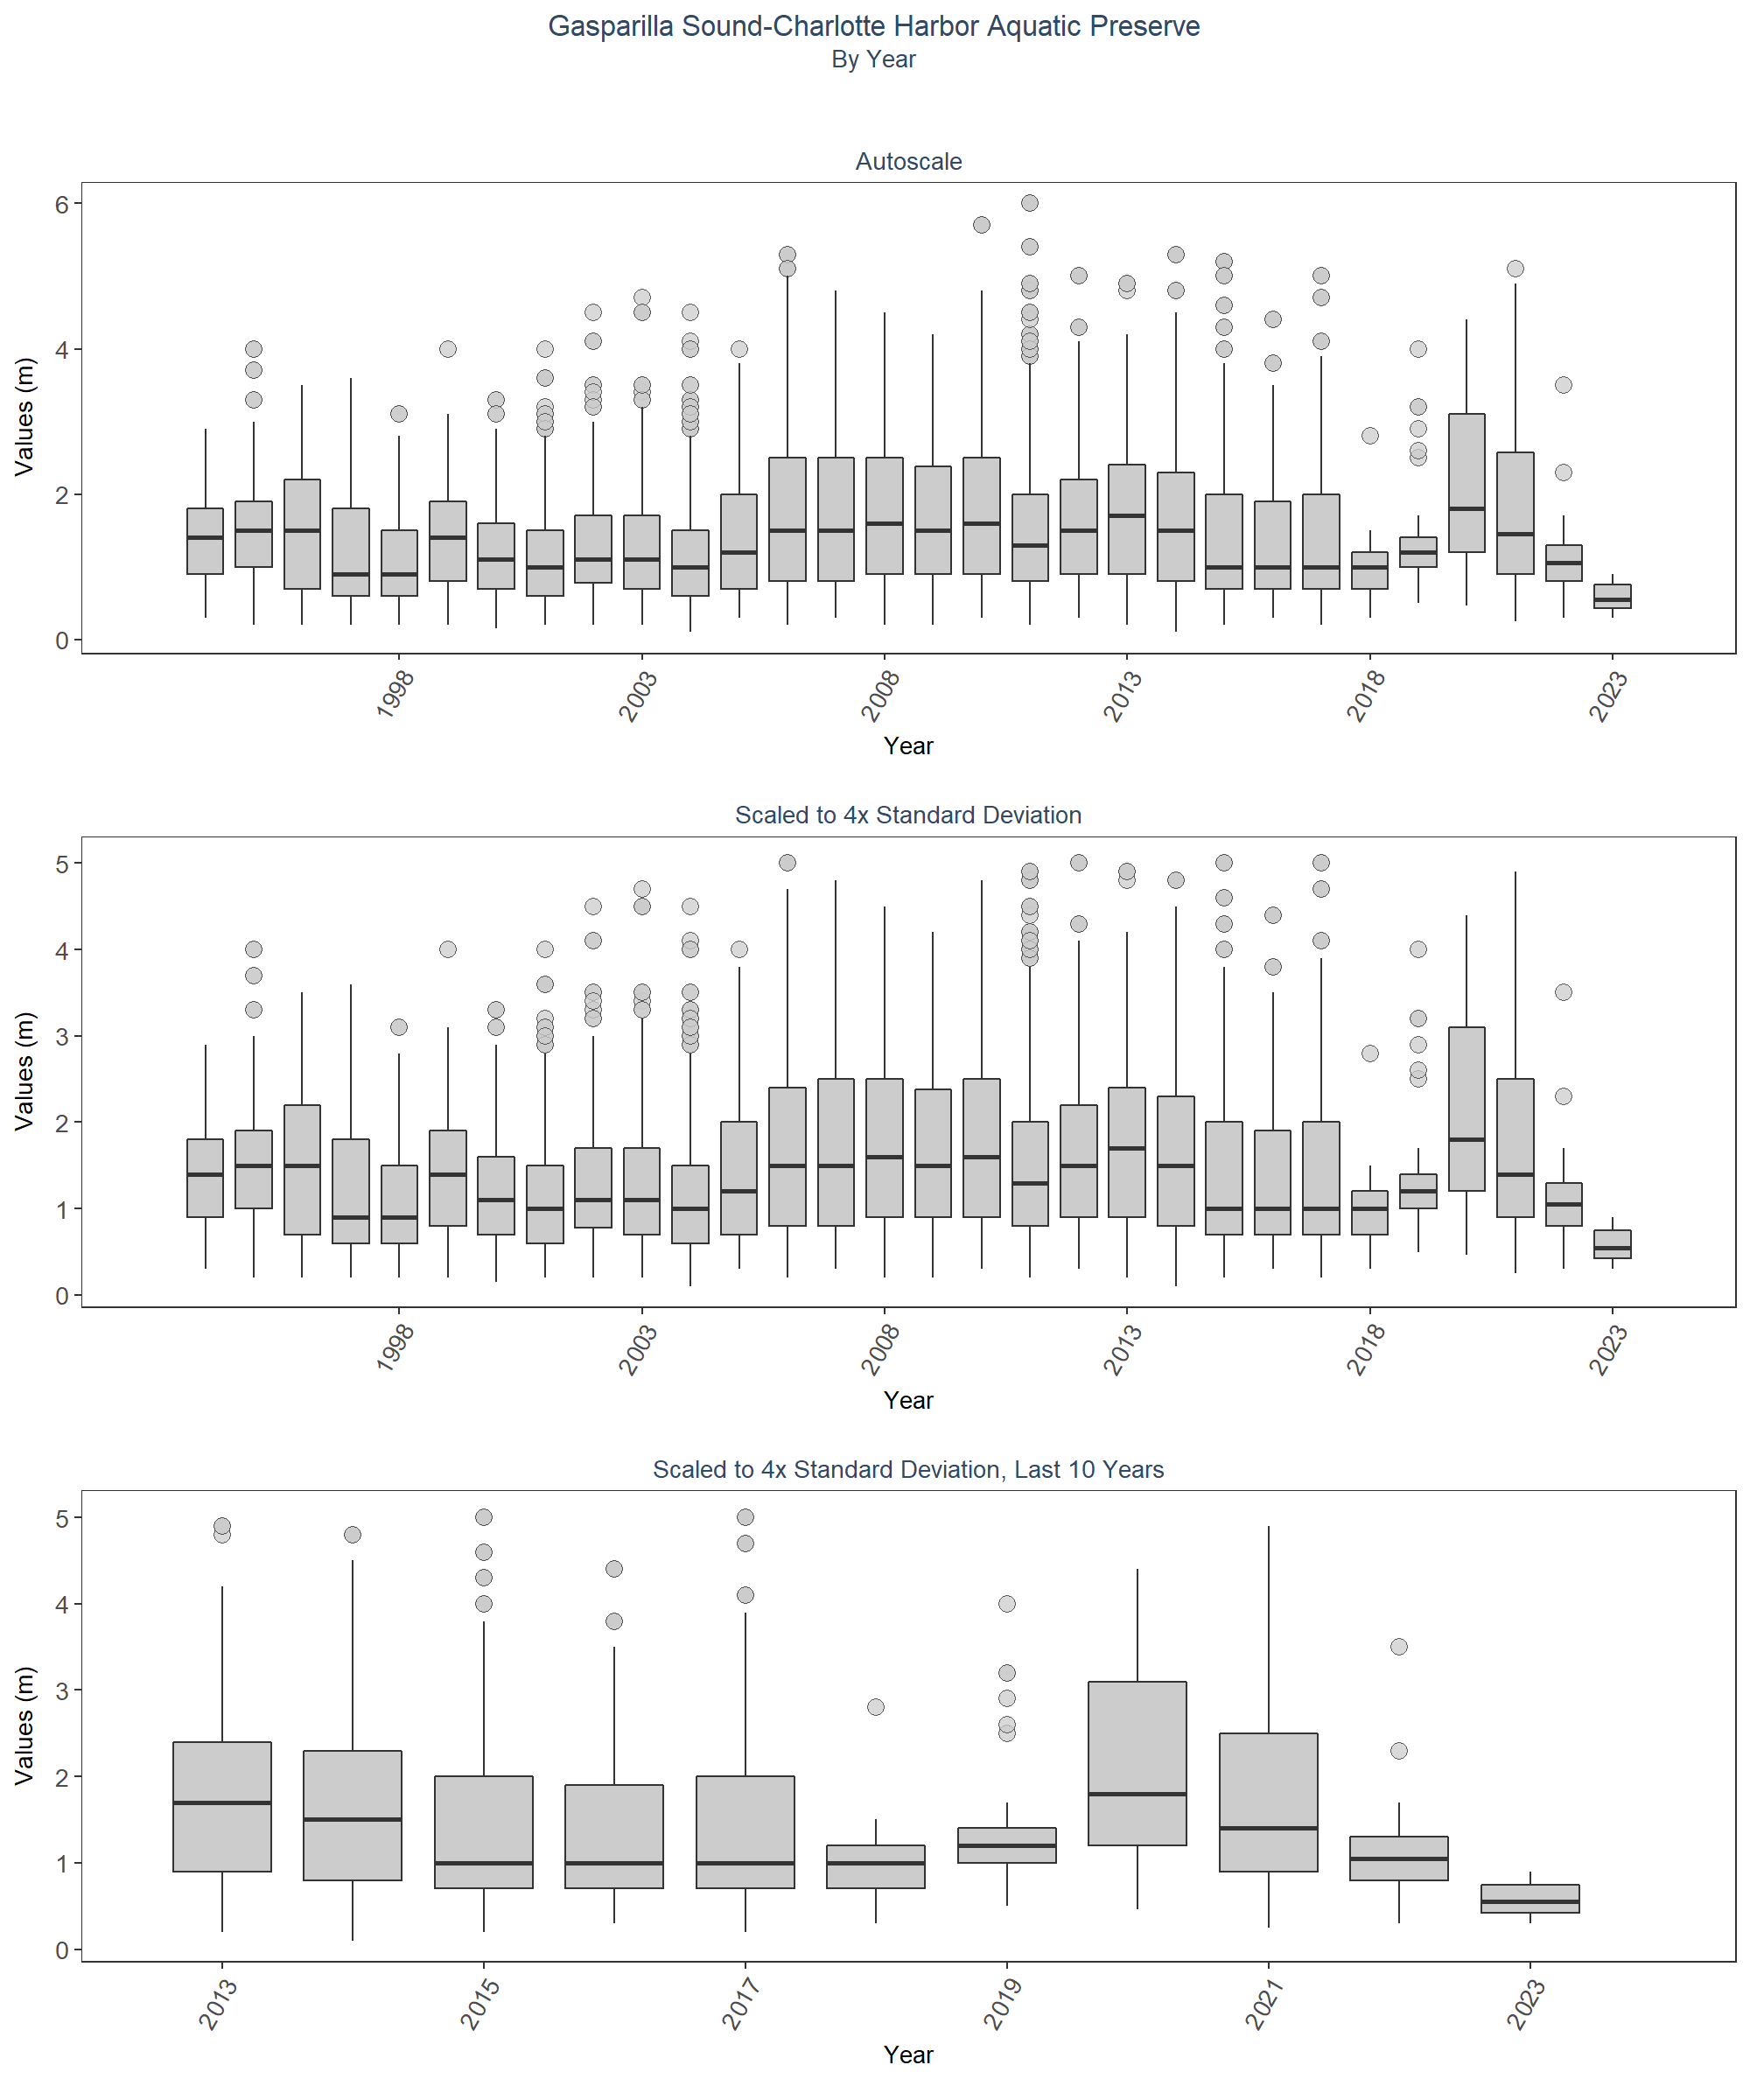 Gasparilla Sound-Charlotte Harbor Aquatic Preserve
By Year
Autoscale
Values (m)
6
4
2
0
1998 2003 2008 2013 2018 2023
Year
Scaled to 4x Standard Deviation
Values (m)
5
4
3
2
1
0
1998 2003 2008 2013 2018 2023
Year
Scaled to 4x Standard Deviation, Last 10 Years
Values (m)
5
4
3
2
1
0
2013 2015 2017 2019 2021 2023
Year